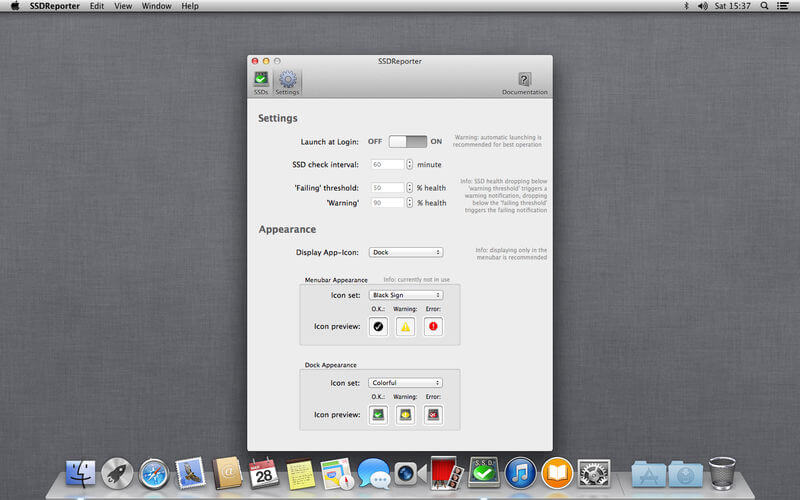 SSDReporter Edit View Window Help Sat 15:37
SSDReporter
SSDs Settings Documentation
Settings
Launch at Login: OFF ON
Warning: automatic launching is
recommended for best operation
SSD check interval: 60 minute
'Failing' threshold: 50 % health
'Warning' 90 % health
Info: SSD health dropping below
'warning threshold' triggers a
warning notification, dropping
below the 'failing threshold'
triggers the failing notification
Appearance
Display App-Icon: Dock
Info: displaying only in the
menubar is recommended
Menubar Appearance Info: currently not in use
Icon set: Black Sign
O.K.: Warning: Error:
Icon preview:
Dock Appearance
Icon set: Colorful
O.K.: Warning: Error:
Icon preview:
MAR
28
SSD